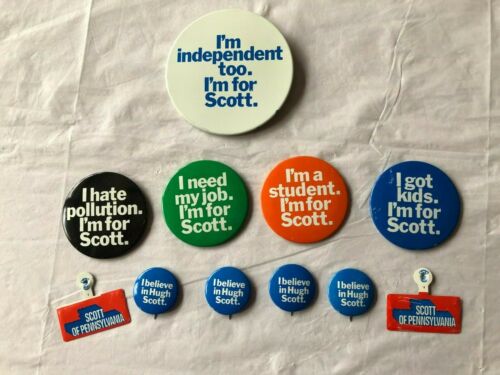 I'm
independent
too.
I'm for
Scott.
I hate
pollution.
I'm for
Scott.
I need
my job.
I'm for
Scott.
I'm a
student.
I'm for
Scott.
I got
kids.
I'm for
Scott.
SCOTT
OF PENNSYLVANIA
I believe
in Hugh
Scott.
I believe
in Hugh
Scott.
I believe
in Hugh
Scott.
I believe
in Hugh
Scott.
SCOTT
OF PENNSYLVANIA